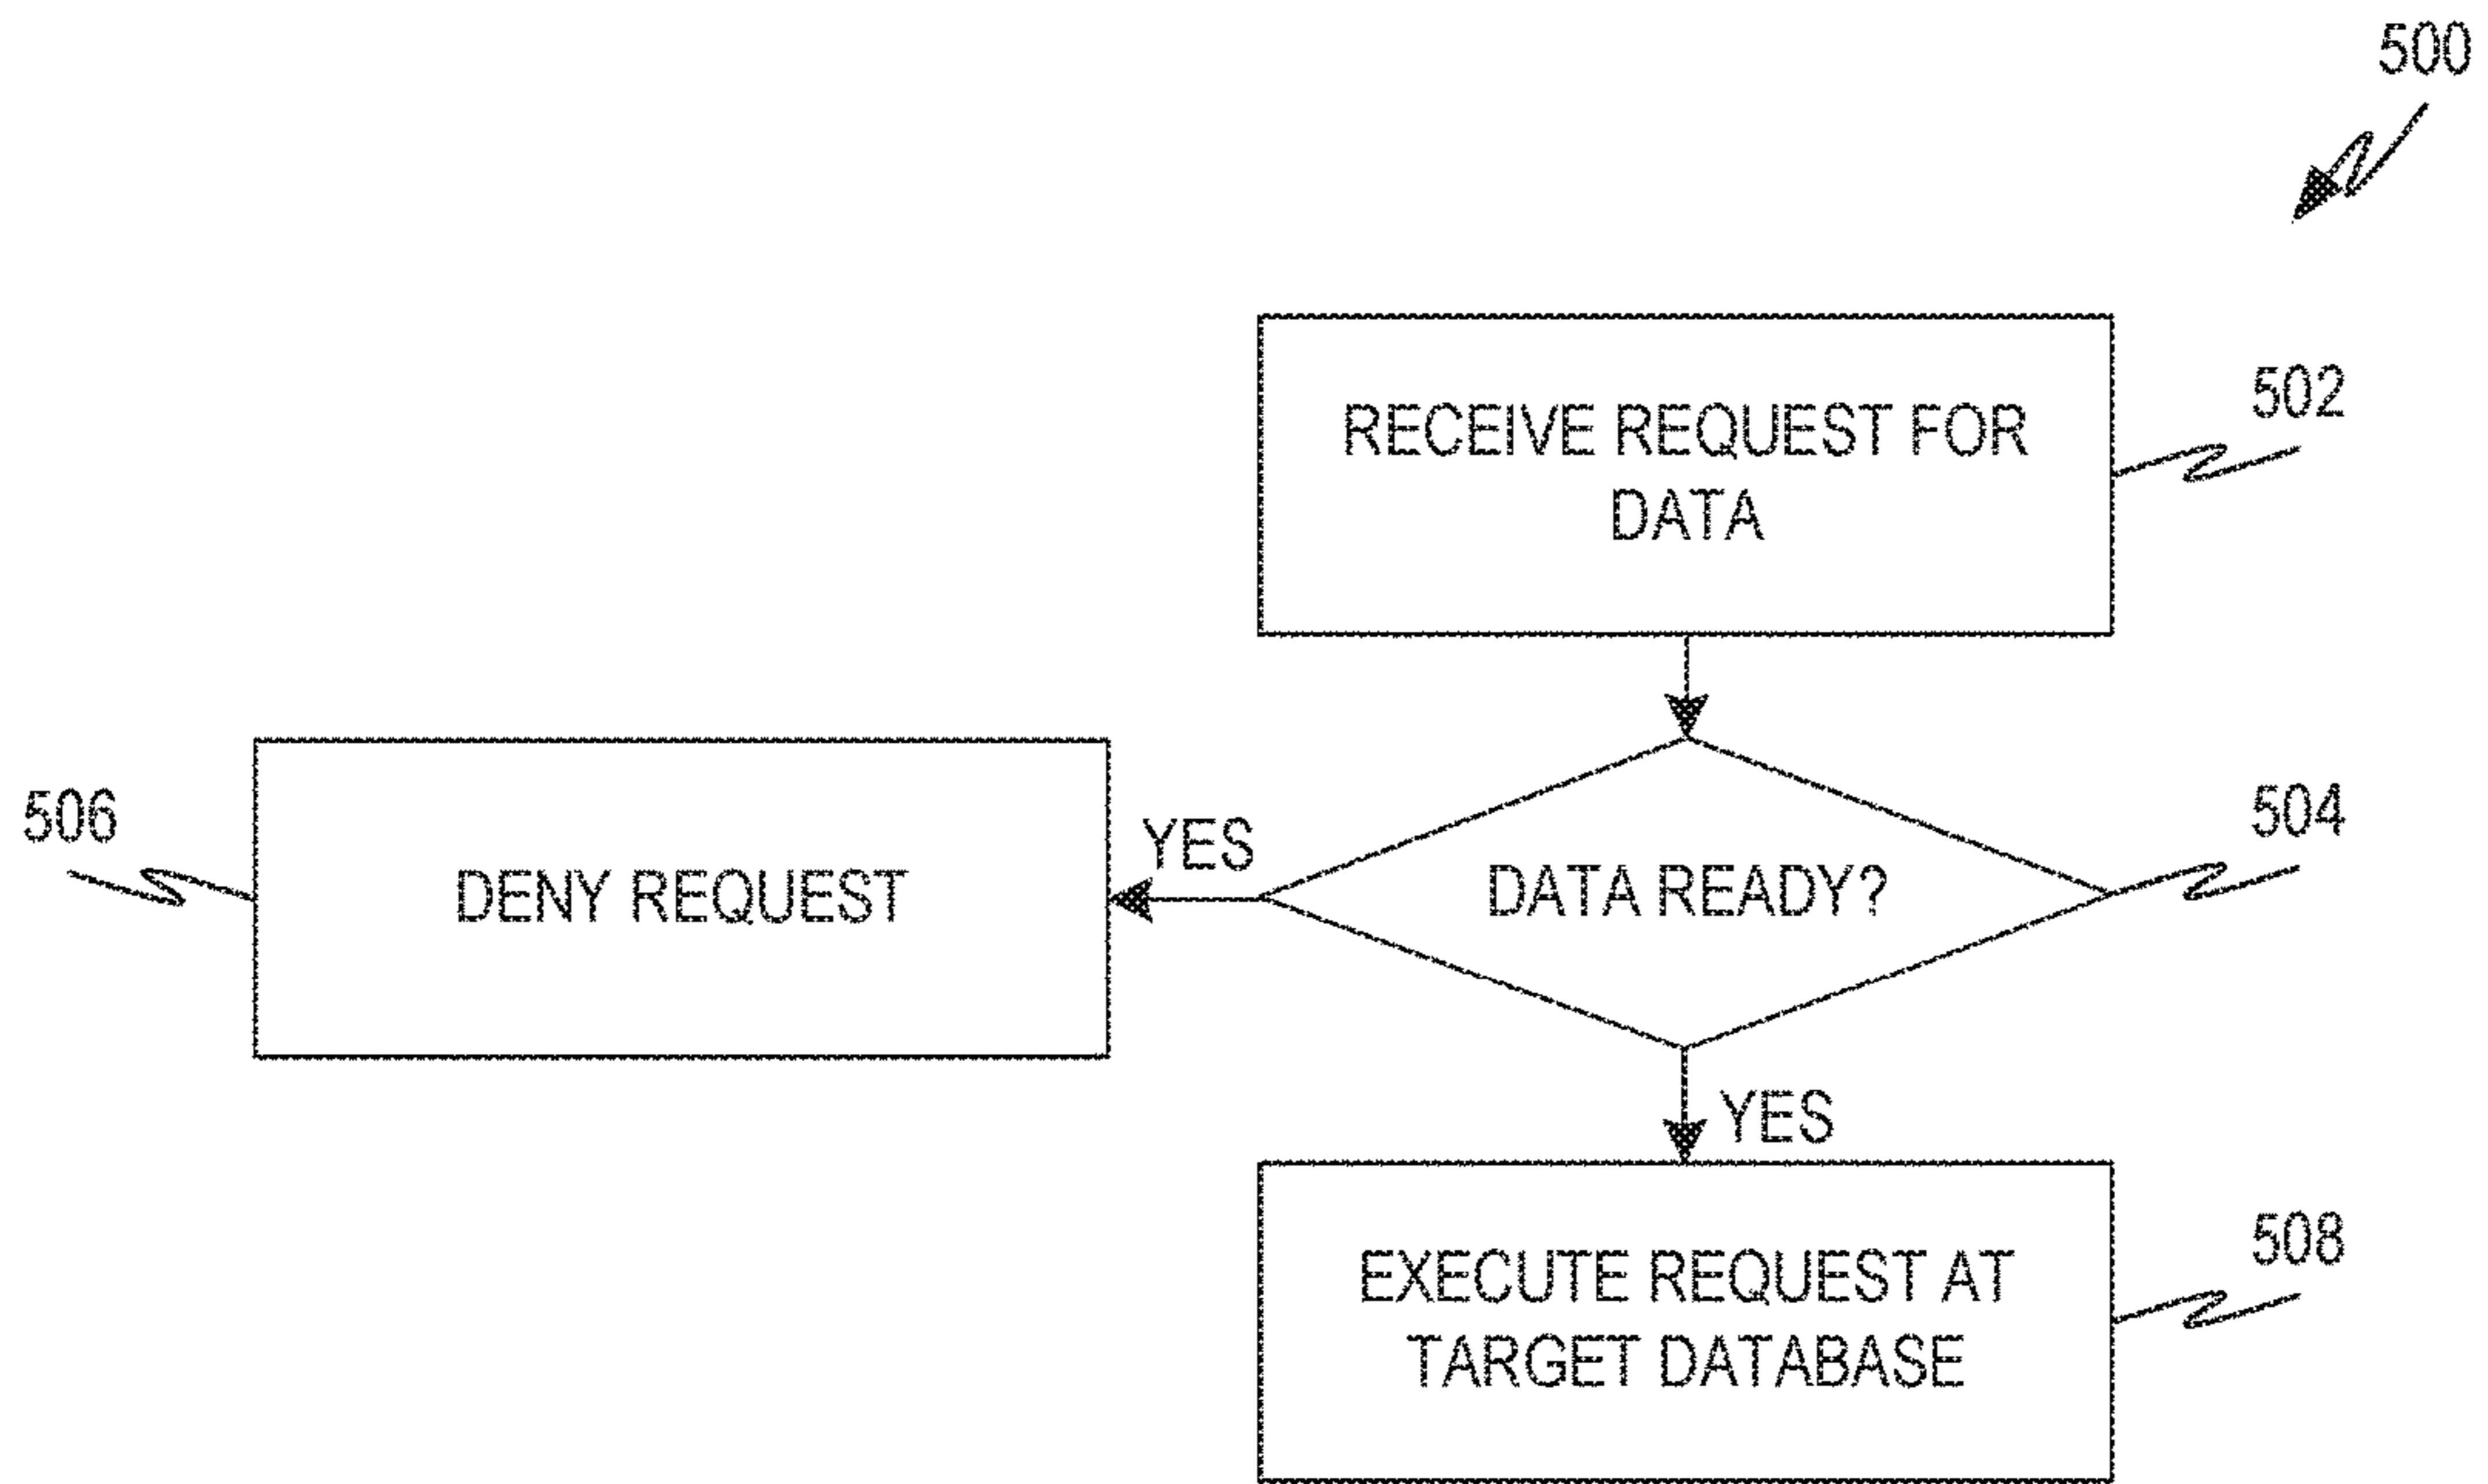 500
RECEIVE REQUEST FOR
DATA
502
506
DENY REQUEST
YES
DATA READY?
504
YES
EXECUTE REQUEST AT
TARGET DATABASE
508